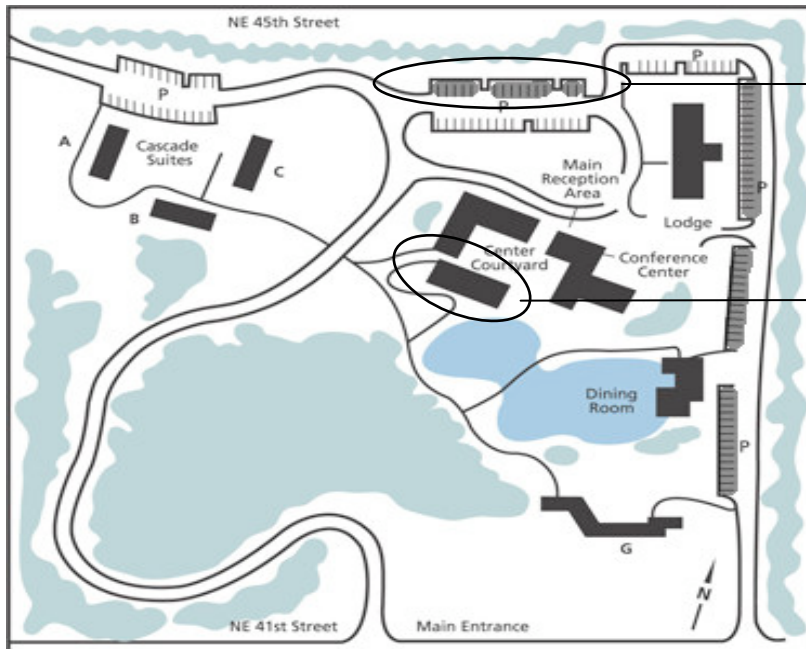 NE 45th Street
P
P
P
A
Cascade
Suites
C
Main
Reception
Area
P
B
Lodge
Center
Courtyard
Conference
Center
Dining
Room
P
G
N
NE 41st Street
Main Entrance